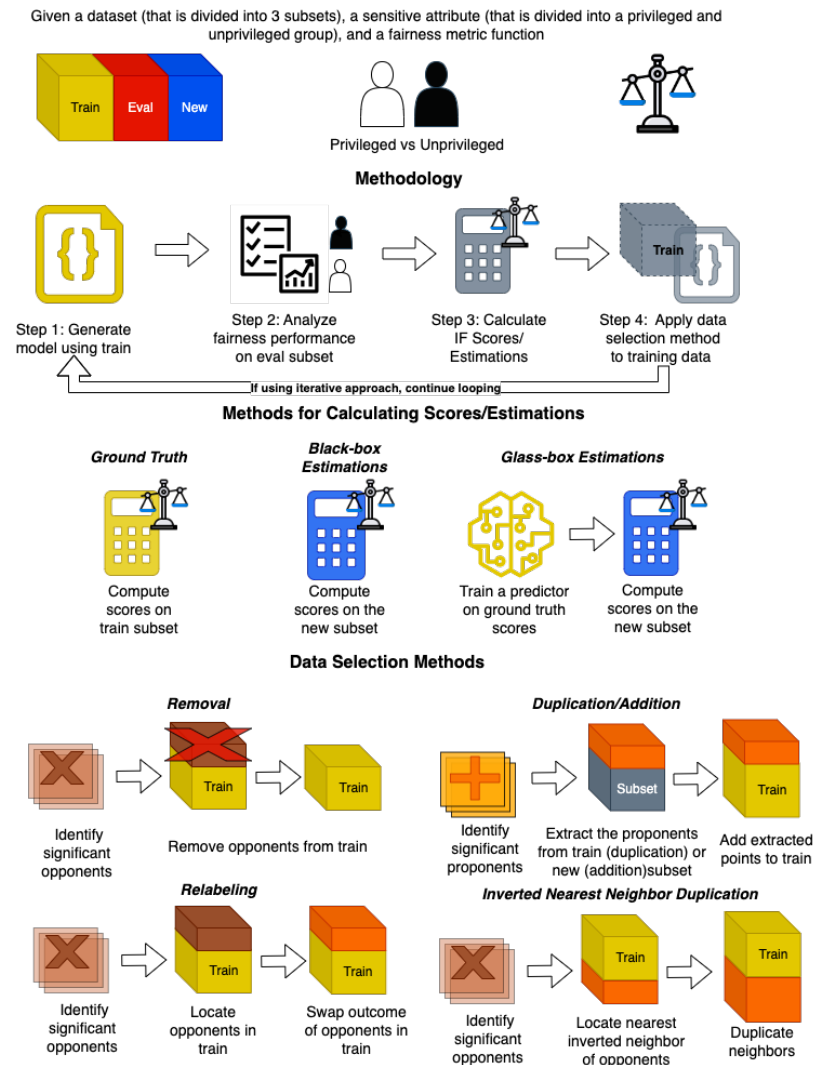 Given a dataset (that is divided into 3 subsets), a sensitive attribute (that is divided into a privileged and
unprivileged group), and a fairness metric function
Train
Eval
New
Privileged vs Unprivileged
Methodology
Train
Step 1: Generate
model using train
Step 2: Analyze
fairness performance
on eval subset
Step 3: Calculate
IF Scores/
Estimations
Step 4: Apply data
selection method
to training data
If using iterative approach, continue looping
Methods for Calculating Scores/Estimations
Ground Truth
Black-box
Estimations
Glass-box Estimations
Compute
scores on
train subset
Compute
scores on the
new subset
Train a predictor
on ground truth
scores
Compute
scores on the
new subset
Data Selection Methods
Removal
Train
Train
Identify
significant
opponents
Remove opponents from train
Duplication/Addition
Subset
Train
Identify
significant
proponents
Extract the proponents
from train (duplication) or
new (addition)subset
Add extracted
points to train
Relabeling
Train
Train
Identify
significant
opponents
Locate
opponents in
train
Swap outcome
of opponents in
train
Inverted Nearest Neighbor Duplication
Train
Train
Identify
significant
opponents
Locate nearest
inverted neighbor
of opponents
Duplicate
neighbors